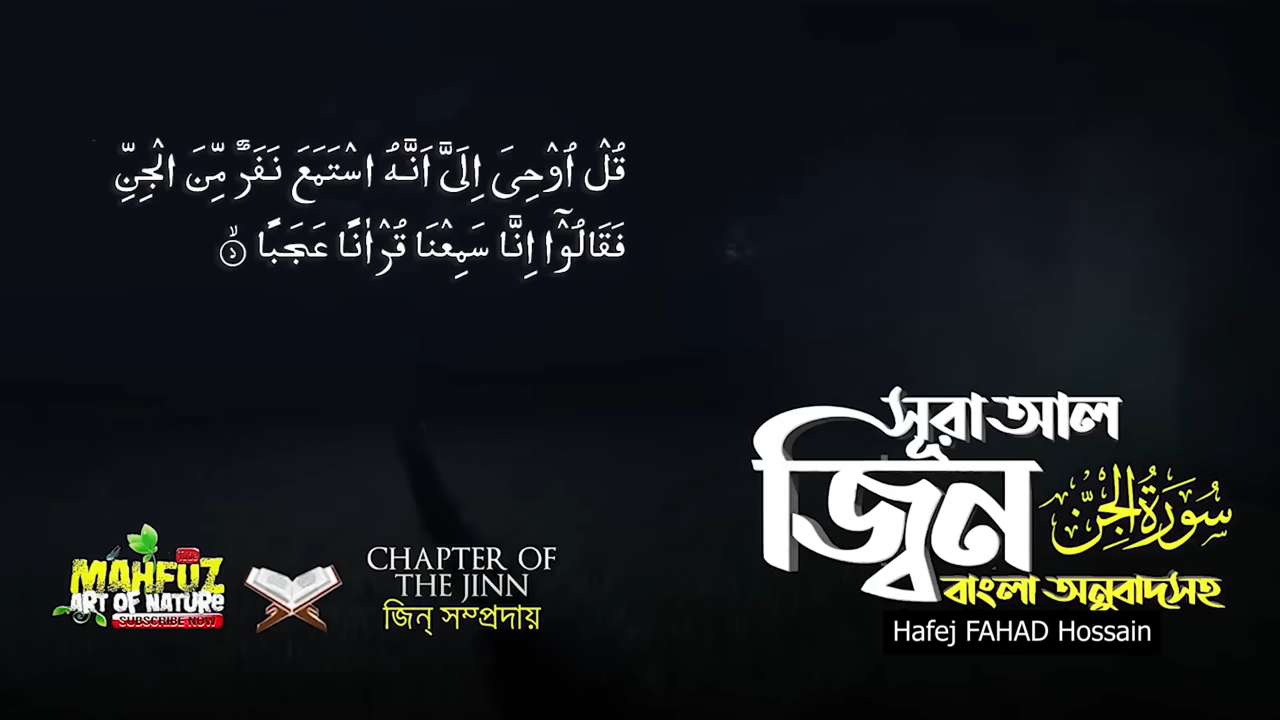 قُلْ اُوْحِىَ اِلَىَّ اَنَّهُ اسْتَمَعَ نَفَرٌ مِّنَ الْجِنِّ
فَقَالُوْٓا اِنَّا سَمِعْنَا قُرْاٰنًا عَجَبًا ۙ
সূরা আল
জ্বিন
سُورَةُ الجِنّ
বাংলা অনুবাদসহ
Hafej FAHAD Hossain
MAHFUZ
ART OF NATURE
SUBSCRIBE NOW
CHAPTER OF
THE JINN
জিন্ সম্প্রদায়